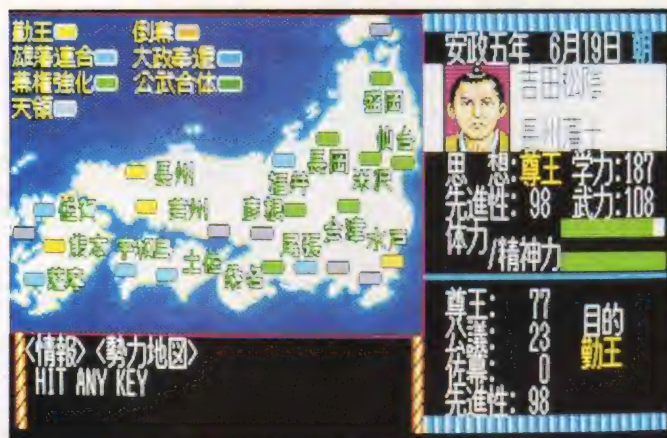 勤王 倒幕
雄藩連合 大政奉還
幕権強化 公武合体
天領
盛岡
仙台
長岡
米沢
福井
長州
芸州
彦根
会津
水戸
尾張
桑名
土佐
宇和島
佐賀
肥後
薩摩
安政五年 6月19日 朝
吉田松陰
長州藩士
思 想:尊王 学力:187
先進性: 98 武力:108
体力
/精神力
尊王: 77
公議: 23
佐幕: 0
先進性: 98
目的
勤王
<情報><勢力地図>
HIT ANY KEY